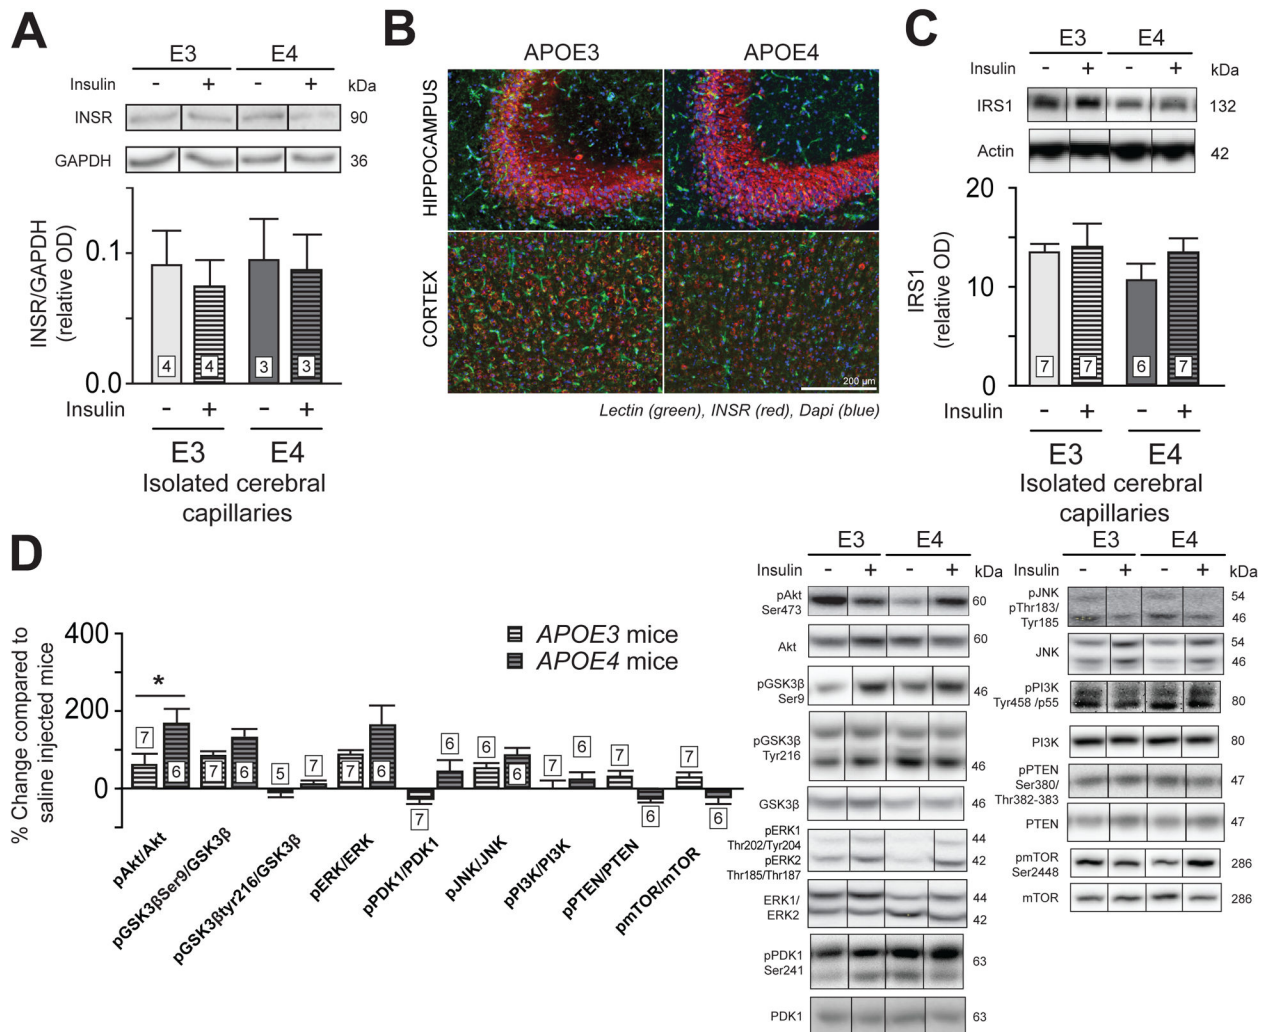 A
E3 E4
Insulin - + - + kDa
INSR 90
GAPDH 36
INSR/GAPDH
(relative OD)
0.1
0.0
4 4 3 3
Insulin - + - +
E3 E4
Isolated cerebral
capillaries
B
APOE3 APOE4
HIPPOCAMPUS
CORTEX
200 µm
Lectin (green), INSR (red), Dapi (blue)
C
E3 E4
Insulin - + - + kDa
IRS1 132
Actin 42
IRS1
(relative OD)
20
10
0
7 7 6 7
Insulin - + - +
E3 E4
Isolated cerebral
capillaries
D
% Change compared to
saline injected mice
400
200
0
*
APOE3 mice
APOE4 mice
7 6 7 6 5 7 7 6 7 6 6 6 7 6 7 6 7 6
pAkt/Akt
pGSK3βSer9/GSK3β
pGSK3βtyr216/GSK3β
pERK/ERK
pPDK1/PDK1
pJNK/JNK
pPI3K/PI3K
pPTEN/PTEN
pmTOR/mTOR
E3 E4
Insulin - + - + kDa
pAkt
Ser473
60
Akt 60
pGSK3β
Ser9
46
pGSK3β
Tyr216
46
GSK3β 46
pERK1
Thr202/Tyr204
pERK2
Thr185/Thr187
44
42
ERK1/
ERK2
44
42
pPDK1
Ser241
63
PDK1 63
E3 E4
Insulin - + - + kDa
pJNK
pThr183/
Tyr185
54
46
JNK
54
46
pPI3K
Tyr458 /p55
80
PI3K 80
pPTEN
Ser380/
Thr382-383
47
PTEN 47
pmTOR
Ser2448
286
mTOR 286